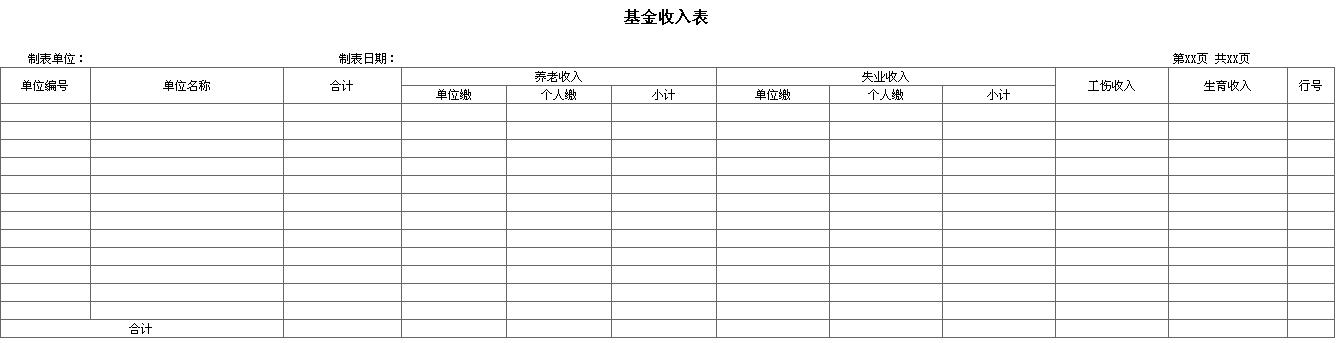 基金收入表
制表单位： 制表日期： 第XX页 共XX页
单位编号 单位名称 合计 养老收入 失业收入 工伤收入 生育收入 行号
单位缴 个人缴 小计 单位缴 个人缴 小计
合计